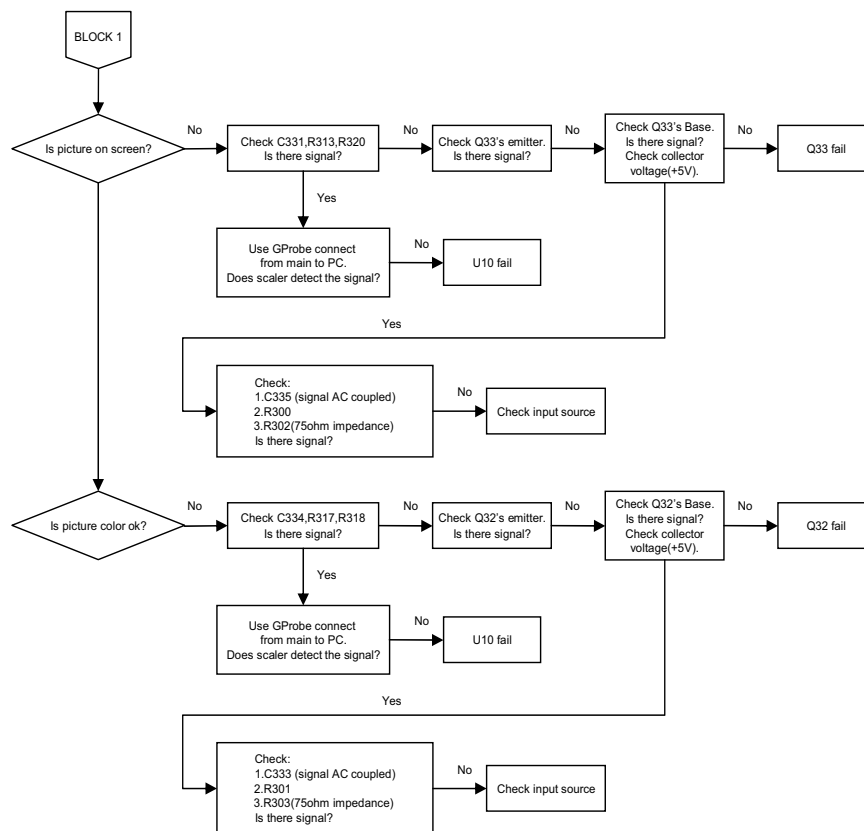 BLOCK 1
Is picture on screen?
No
Check C331,R313,R320
Is there signal?
No
Check Q33's emitter.
Is there signal?
No
Check Q33's Base.
Is there signal?
Check collector
voltage(+5V).
No
Q33 fail
Yes
Use GProbe connect
from main to PC.
Does scaler detect the signal?
No
U10 fail
Yes
Check:
1.C335 (signal AC coupled)
2.R300
3.R302(75ohm impedance)
Is there signal?
No
Check input source
Is picture color ok?
No
Check C334,R317,R318
Is there signal?
No
Check Q32's emitter.
Is there signal?
No
Check Q32's Base.
Is there signal?
Check collector
voltage(+5V).
No
Q32 fail
Yes
Use GProbe connect
from main to PC.
Does scaler detect the signal?
No
U10 fail
Yes
Check:
1.C333 (signal AC coupled)
2.R301
3.R303(75ohm impedance)
Is there signal?
No
Check input source